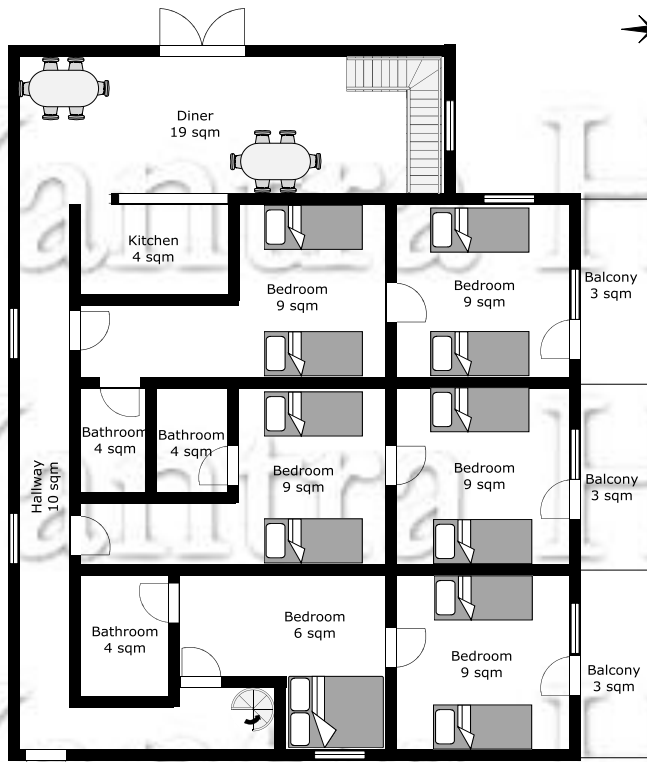 Diner
19 sqm
Kitchen
4 sqm
Bedroom
9 sqm
Bedroom
9 sqm
Balcony
3 sqm
Bathroom
4 sqm
Bathroom
4 sqm
Bedroom
9 sqm
Bedroom
9 sqm
Balcony
3 sqm
Hallway
10 sqm
Bathroom
4 sqm
Bedroom
6 sqm
Bedroom
9 sqm
Balcony
3 sqm